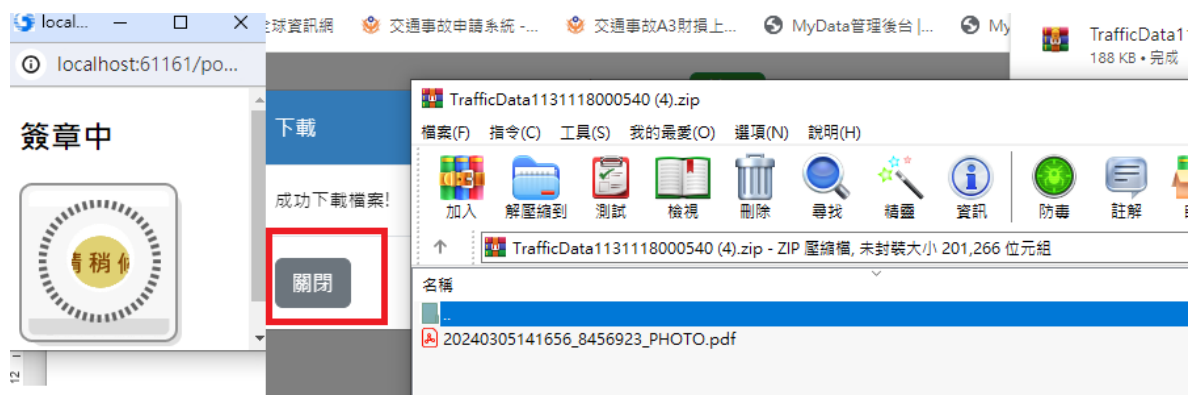 local...
localhost:61161/po...
簽章中
請稍候
12
全球資訊網
交通事故申請系統 -...
交通事故A3財損上...
MyData管理後台 |...
My
下載
成功下載檔案!
關閉
TrafficData11
188 KB • 完成
TrafficData1131118000540 (4).zip
檔案(F) 指令(C) 工具(S) 我的最愛(O) 選項(N) 說明(H)
加入 解壓縮到 測試 檢視 刪除 尋找 精靈 資訊 防毒 註解
TrafficData1131118000540 (4).zip - ZIP 壓縮檔, 未封裝大小 201,266 位元組
名稱
..
20240305141656_8456923_PHOTO.pdf